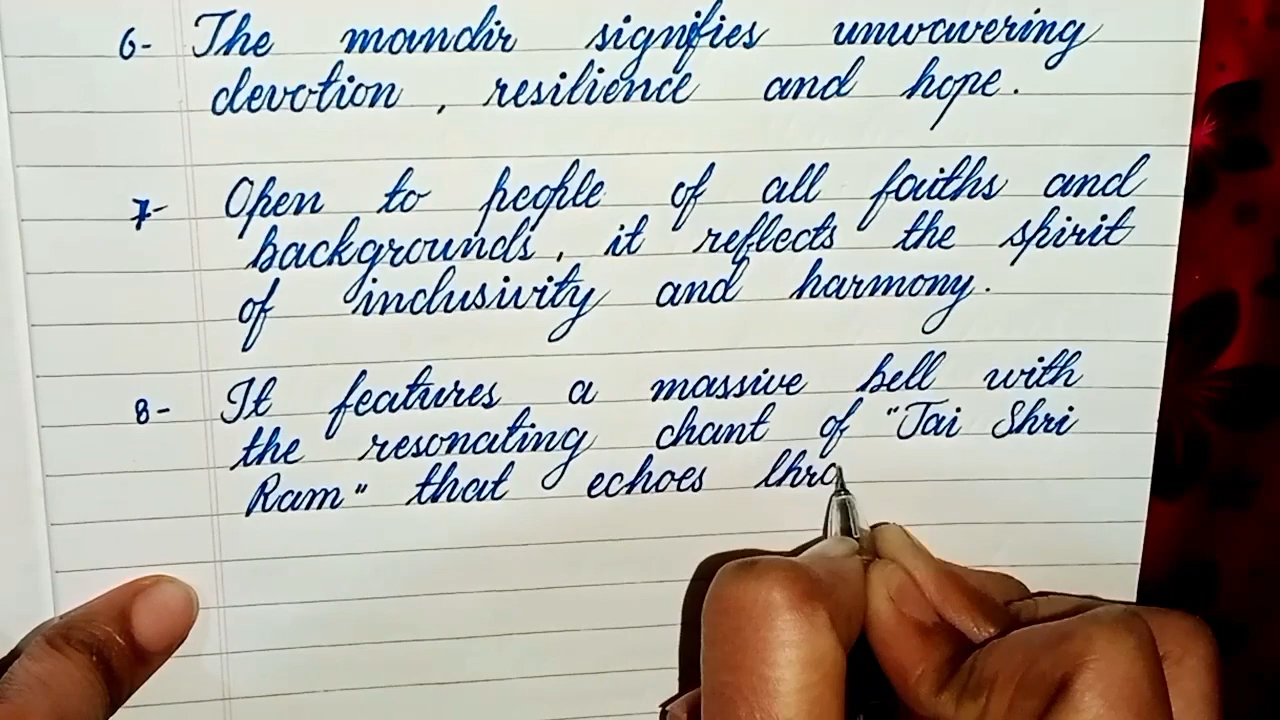 6- The mandir signifies unwavering
devotion, resilience and hope.
7- Open to people of all faiths and
backgrounds, it reflects the spirit
of inclusivity and harmony.
8- It features a massive bell with
the resonating chant of "Jai Shri
Ram" that echoes thro